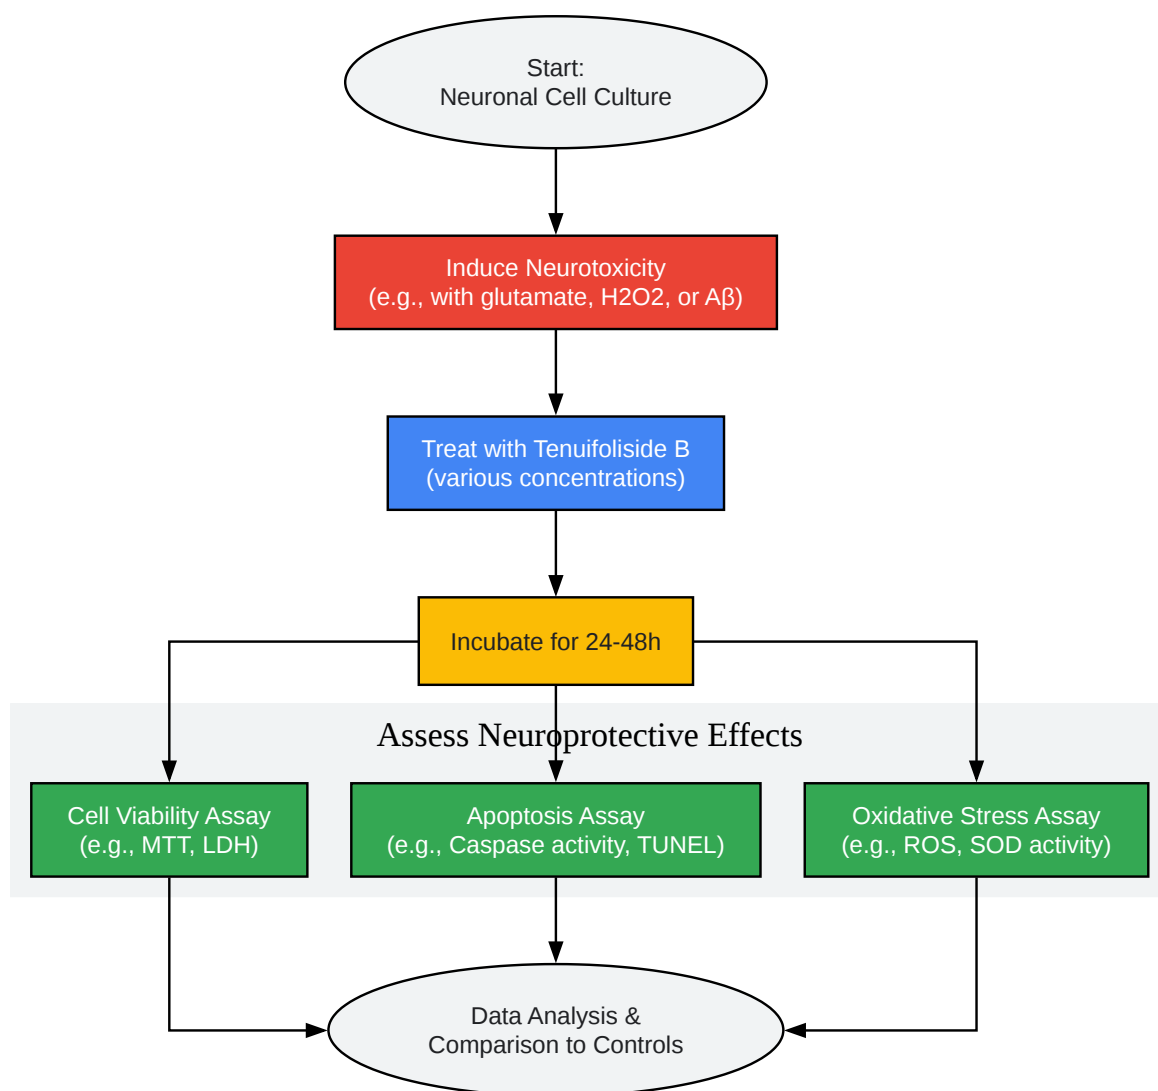 Start:
Neuronal Cell Culture
Induce Neurotoxicity
(e.g., with glutamate, H2O2, or Aβ)
Treat with Tenuifoliside B
(various concentrations)
Incubate for 24-48h
Assess Neuroprotective Effects
Cell Viability Assay
(e.g., MTT, LDH)
Apoptosis Assay
(e.g., Caspase activity, TUNEL)
Oxidative Stress Assay
(e.g., ROS, SOD activity)
Data Analysis &
Comparison to Controls